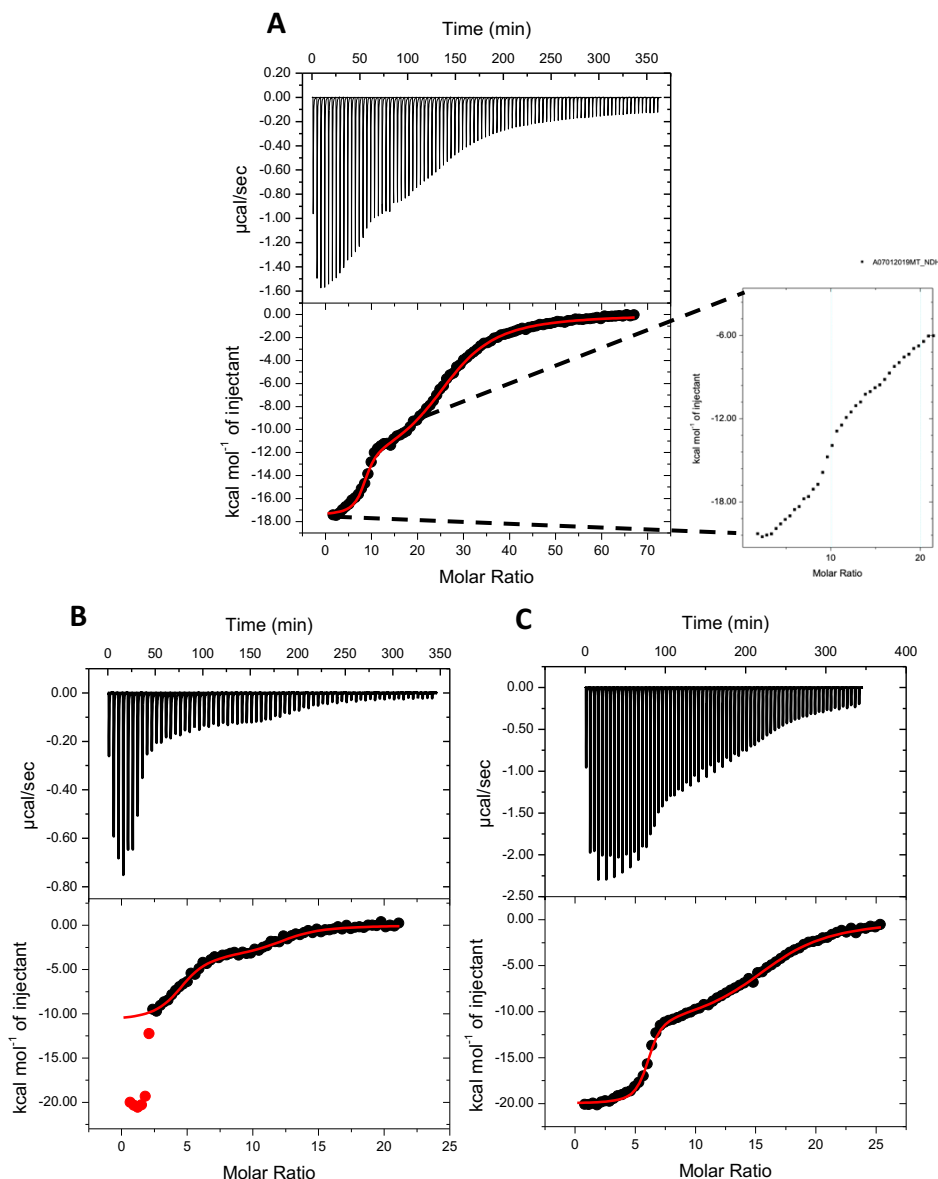 A
Time (min)
0 50 100 150 200 250 300 350
0.20
0.00
-0.20
-0.40
-0.60
-0.80
-1.00
-1.20
-1.40
-1.60
µcal/sec
0.00
-2.00
-4.00
-6.00
-8.00
-10.00
-12.00
-14.00
-16.00
-18.00
kcal mol⁻¹ of injectant
0 10 20 30 40 50 60 70
Molar Ratio
A07012019MT_NDH
-6.00
-12.00
-18.00
kcal mol⁻¹ of injectant
10 20
Molar Ratio
B
Time (min)
0 50 100 150 200 250 300 350
0.00
-0.20
-0.40
-0.60
-0.80
µcal/sec
0.00
-5.00
-10.00
-15.00
-20.00
kcal mol⁻¹ of injectant
0 5 10 15 20 25
Molar Ratio
C
Time (min)
0 100 200 300 400
0.00
-0.50
-1.00
-1.50
-2.00
-2.50
µcal/sec
0.00
-5.00
-10.00
-15.00
-20.00
kcal mol⁻¹ of injectant
0 5 10 15 20 25
Molar Ratio